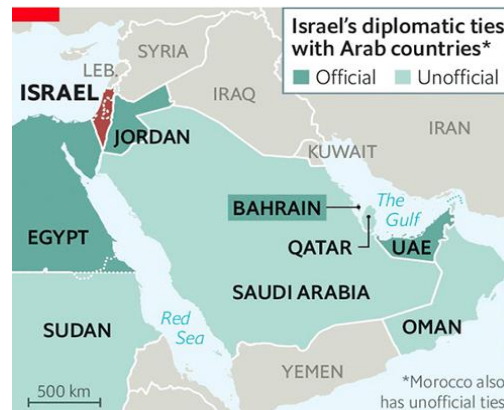 Israel's diplomatic ties
with Arab countries*
Official Unofficial
SYRIA
LEB.
ISRAEL
IRAQ
IRAN
JORDAN
KUWAIT
The
Gulf
BAHRAIN
EGYPT
QATAR
UAE
SAUDI ARABIA
SUDAN
Red
Sea
OMAN
YEMEN
500 km
*Morocco also
has unofficial ties